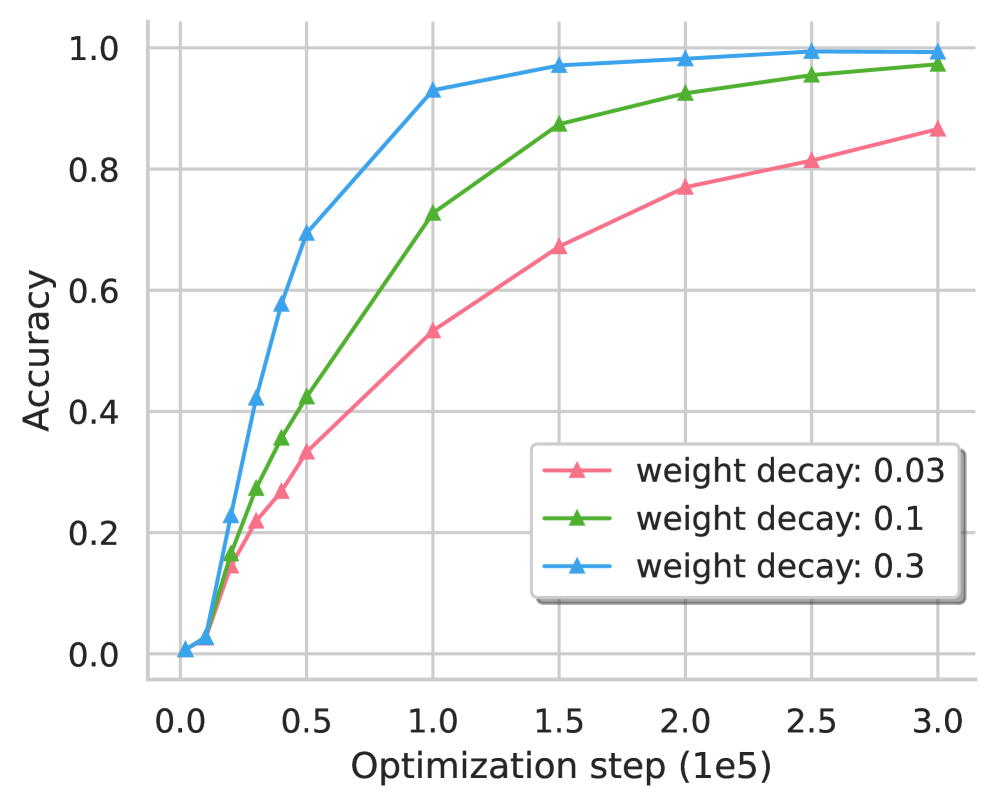 1.0
0.8
0.6
0.4
0.2
0.0
Accuracy
weight decay: 0.03
weight decay: 0.1
weight decay: 0.3
0.0 0.5 1.0 1.5 2.0 2.5 3.0
Optimization step (1e5)